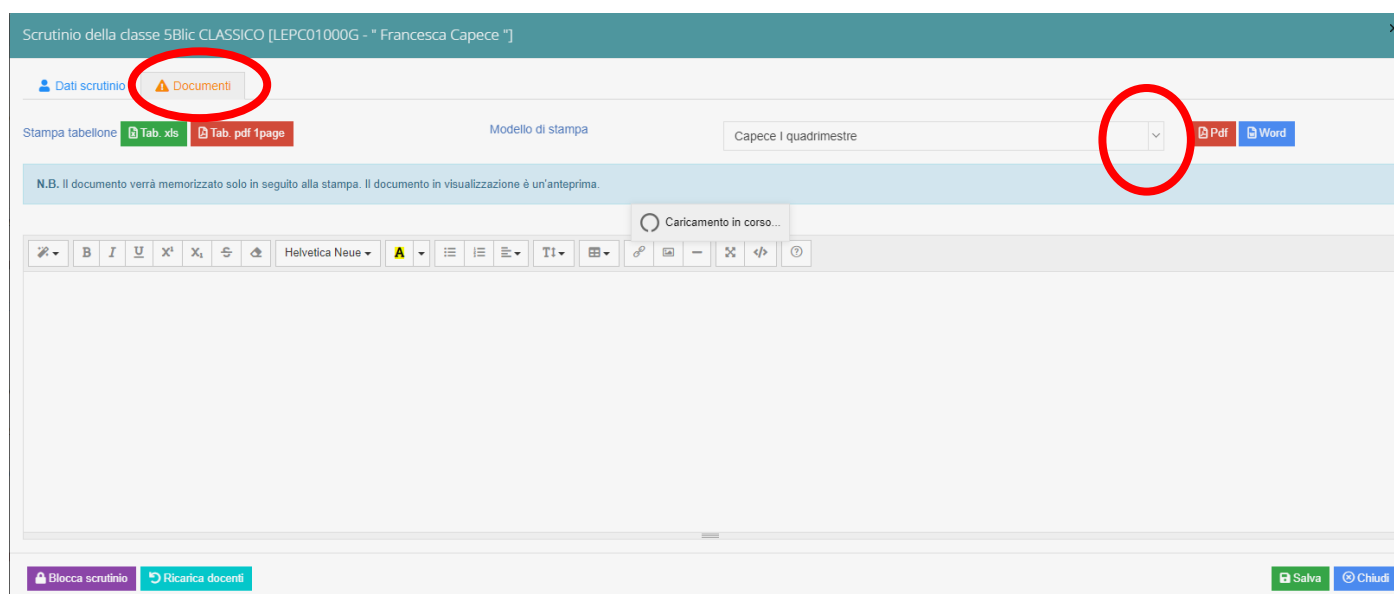 Scrutinio della classe 5Blic CLASSICO [LEPC01000G - " Francesca Capece "]
Dati scrutinio Documenti
Stampa tabellone Tab. xls Tab. pdf 1page Modello di stampa Capece I quadrimestre Pdf Word
N.B. Il documento verrà memorizzato solo in seguito alla stampa. Il documento in visualizzazione è un'anteprima.
Caricamento in corso...
B I U X² X₁ S Helvetica Neue A T
Blocca scrutinio Ricarica docenti Salva Chiudi